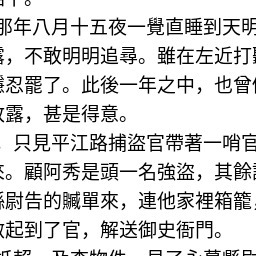 那年八月十五夜一覺直睡到天明
露，不敢明明追尋。雖在左近打聽
隱忍罷了。此後一年之中，也曾
敗露，甚是得意。
，只見平江路捕盜官帶著一哨官
來。顧阿秀是頭一名強盜，其餘
縣尉告的贓單來，連他家裡箱籠，
數起到了官，解送御史衙門。